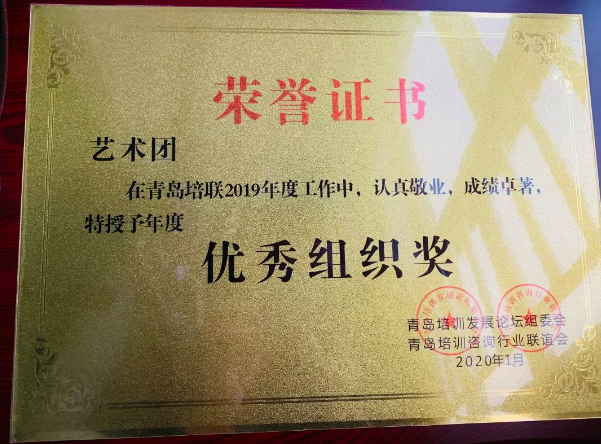 荣誉证书
艺术团
在青岛培联2019年度工作中，认真敬业，成绩卓著，
特授予年度
优秀组织奖
青岛培训发展论坛组委会
青岛培训咨询行业联谊会
2020年1月